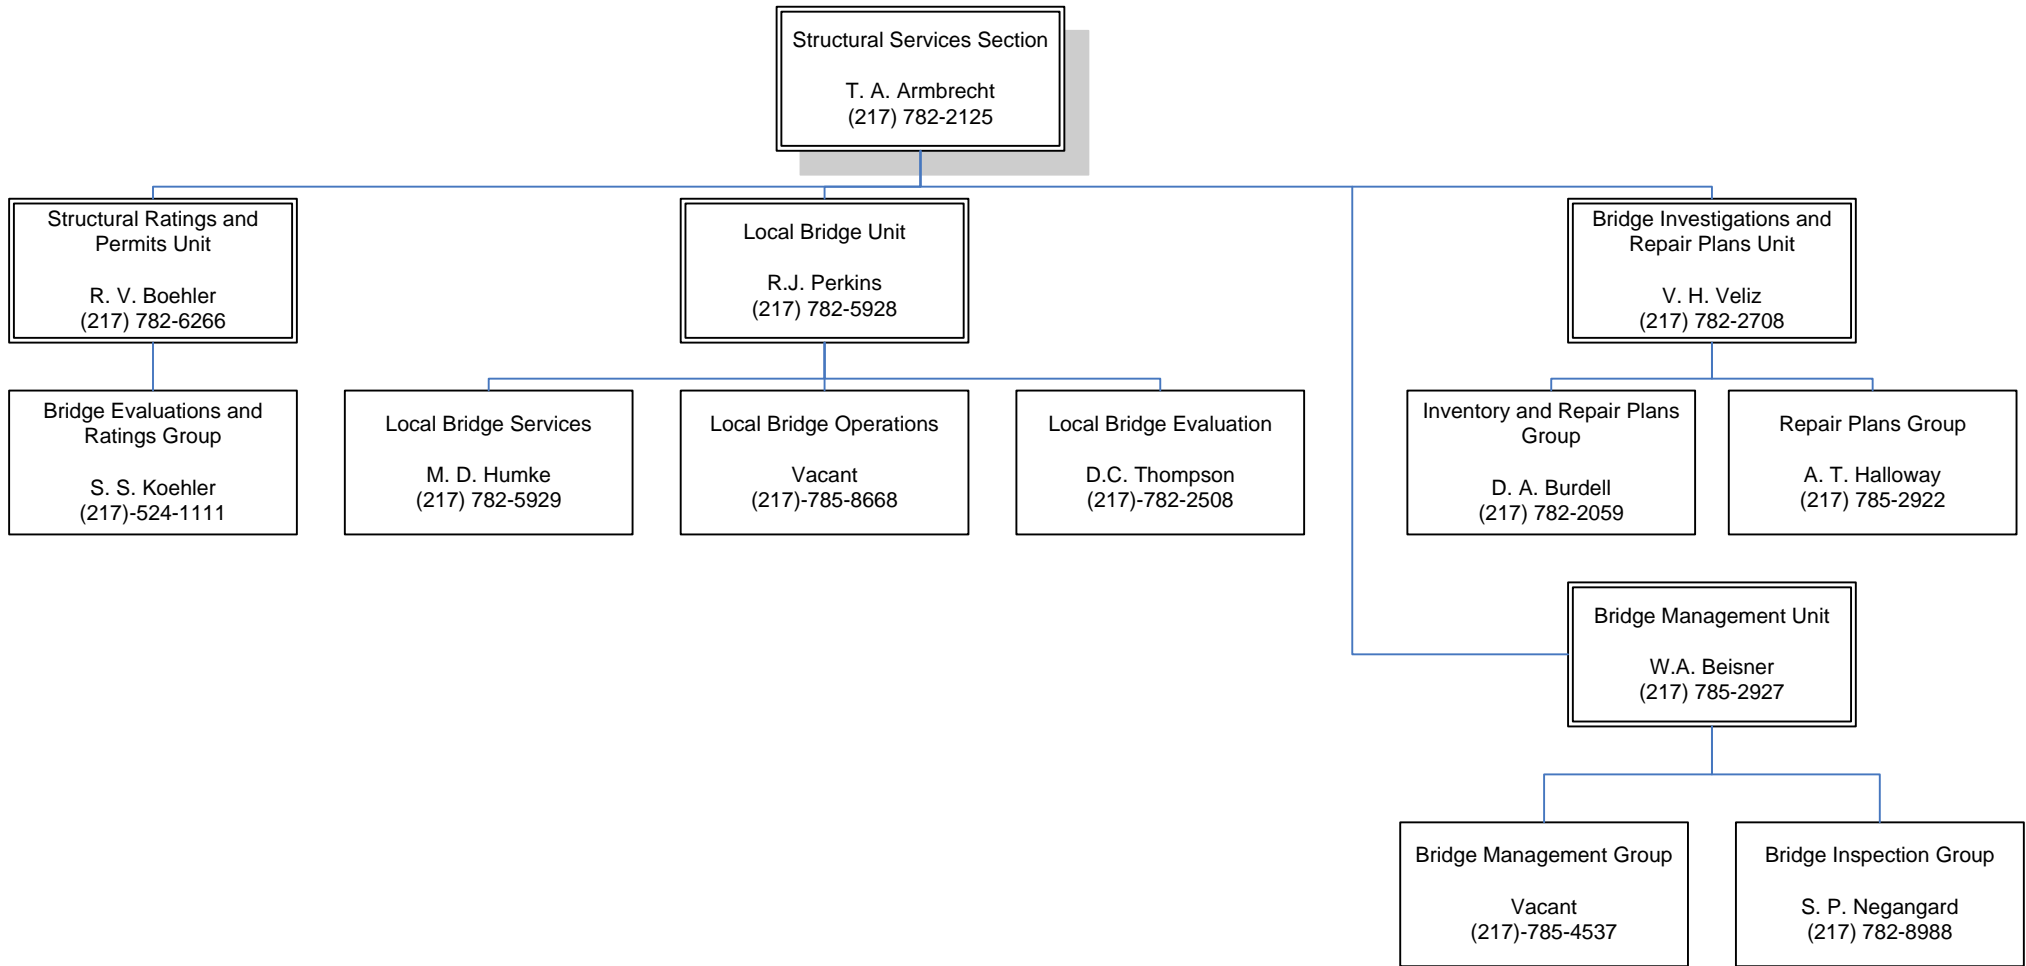 Structural Services Section
T. A. Armbrecht
(217) 782-2125
Structural Ratings and
Permits Unit
R. V. Boehler
(217) 782-6266
Local Bridge Unit
R.J. Perkins
(217) 782-5928
Bridge Investigations and
Repair Plans Unit
V. H. Veliz
(217) 782-2708
Bridge Evaluations and
Ratings Group
S. S. Koehler
(217)-524-1111
Local Bridge Services
M. D. Humke
(217) 782-5929
Local Bridge Operations
Vacant
(217)-785-8668
Local Bridge Evaluation
D.C. Thompson
(217)-782-2508
Inventory and Repair Plans
Group
D. A. Burdell
(217) 782-2059
Repair Plans Group
A. T. Halloway
(217) 785-2922
Bridge Management Unit
W.A. Beisner
(217) 785-2927
Bridge Management Group
Vacant
(217)-785-4537
Bridge Inspection Group
S. P. Negangard
(217) 782-8988